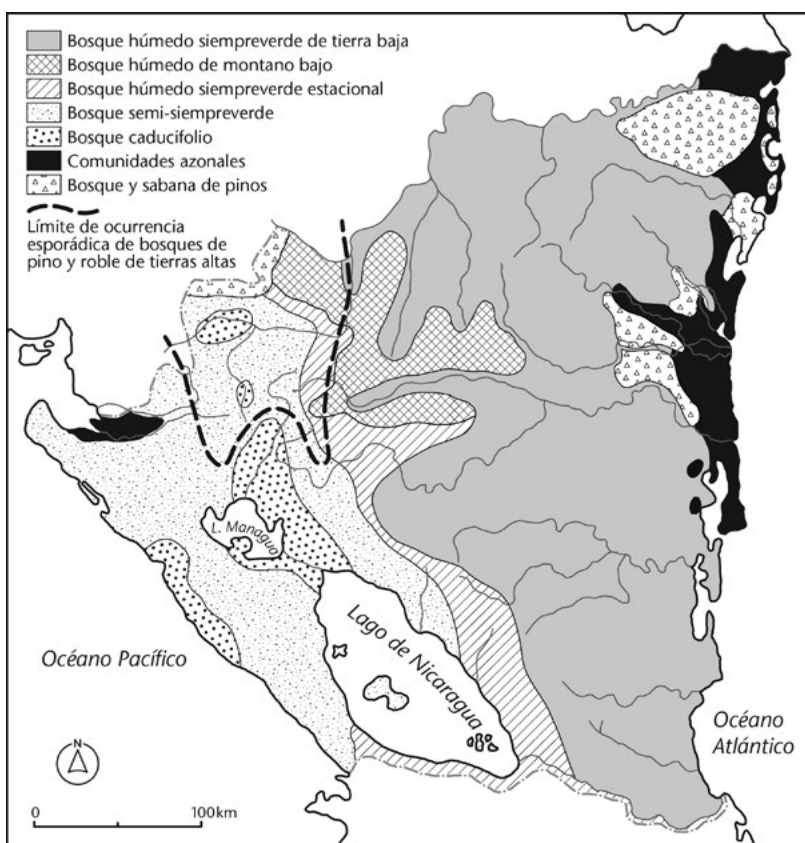 Bosque húmedo siempreverde de tierra baja
Bosque húmedo de montano bajo
Bosque húmedo siempreverde estacional
Bosque semi-siempreverde
Bosque caducifolio
Comunidades azonales
Bosque y sabana de pinos
Límite de ocurrencia
esporádica de bosques de
pino y roble de tierras altas
L. Managua
Lago de Nicaragua
Océano Pacífico
Océano
Atlántico
N
0 100km